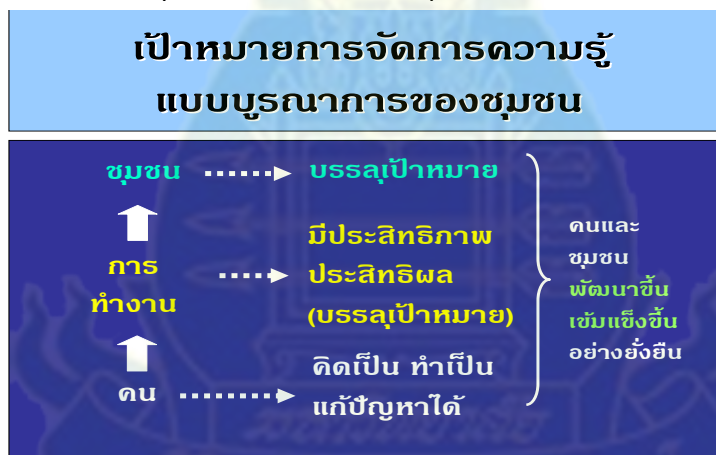 เป้าหมายการจัดการความรู้
แบบบูรณาการของชุมชน
ชุมชน
บรรลุเป้าหมาย
การ
ทำงาน
มีประสิทธิภาพ
ประสิทธิผล
(บรรลุเป้าหมาย)
คน
คิดเป็น ทำเป็น
แก้ปัญหาได้
คนและ
ชุมชน
พัฒนาขึ้น
เข้มแข็งขึ้น
อย่างยั่งยืน